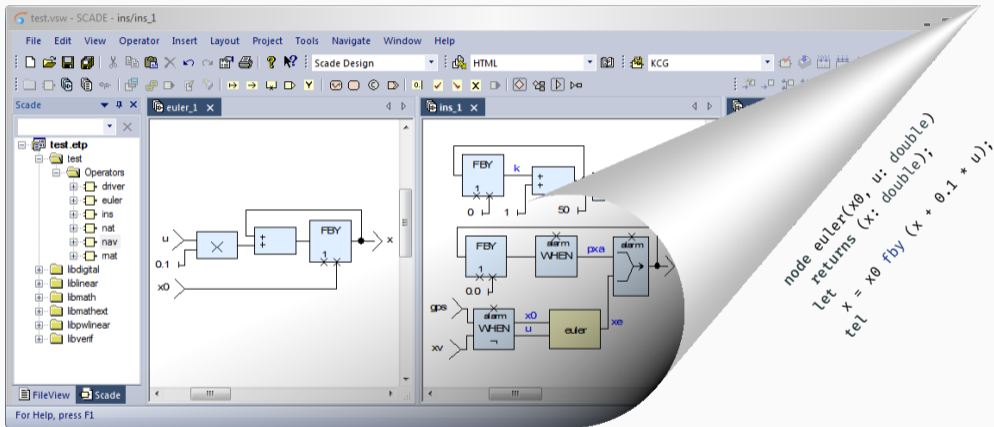 test.vsw - SCADE - ins/ins_1
File Edit View Operator Insert Layout Project Tools Navigate Window Help
Scade Design HTML KCG
Scade
test.etp
test
Operators
driver
euler
ins
nat
nav
mat
libdigital
liblinear
libmath
libmathext
libpwlinear
libverif
FileView Scade
For Help, press F1
euler_1
u
0.1
x0
FBY
1
x
ins_1
FBY
k
1
0
1
50
FBY
1
0.0
alarm
WHEN
pxa
alarm
gps
xv
alarm
WHEN
x0
u
euler
xe
node euler(x0, u: double)
returns (x: double);
let
x = x0 fby (x + 0.1 * u);
tel